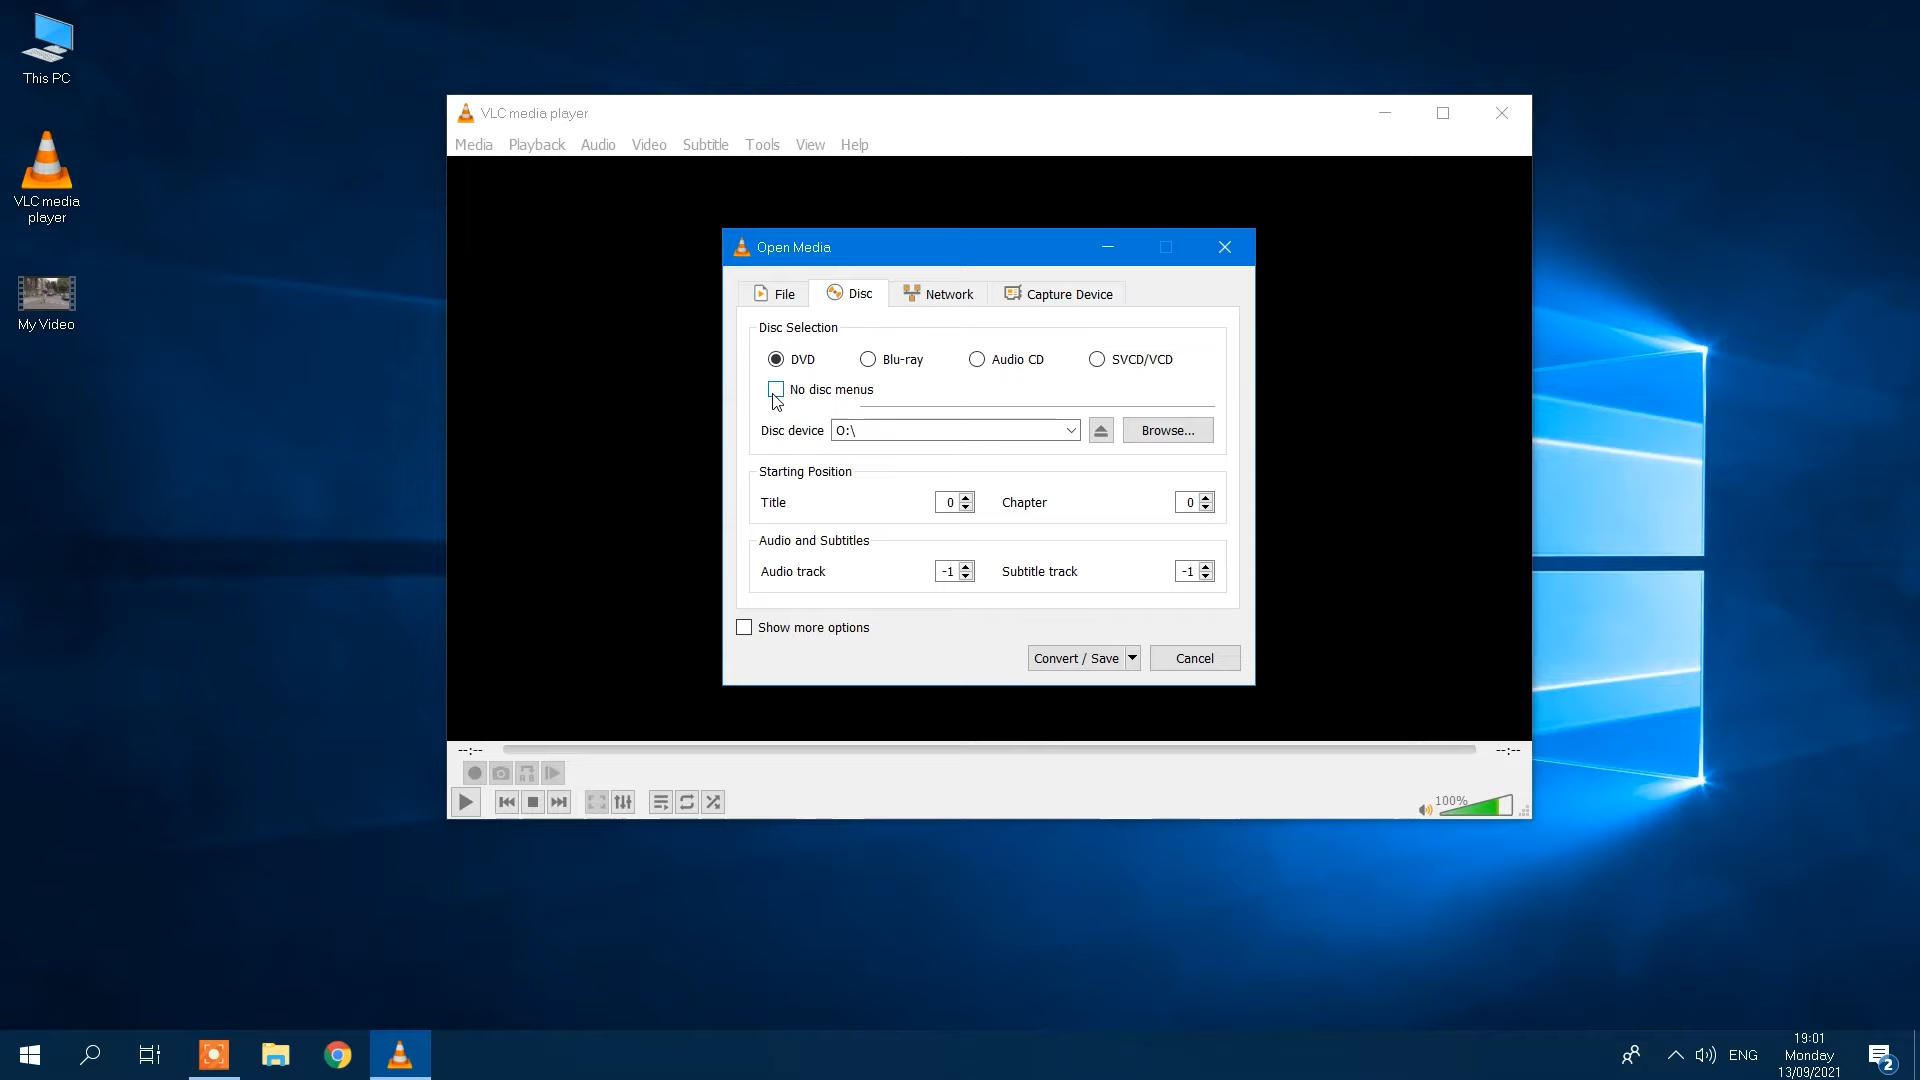 This PC
VLC media
player
My Video
VLC media player
Media Playback Audio Video Subtitle Tools View Help
Open Media
File Disc Network Capture Device
Disc Selection
DVD Blu-ray Audio CD SVCD/VCD
No disc menus
Disc device O:\ Browse...
Starting Position
Title 0 Chapter 0
Audio and Subtitles
Audio track -1 Subtitle track -1
Show more options
Convert / Save Cancel
--:-- --:--
100%
ENG
19:01
Monday
13/09/2021
2